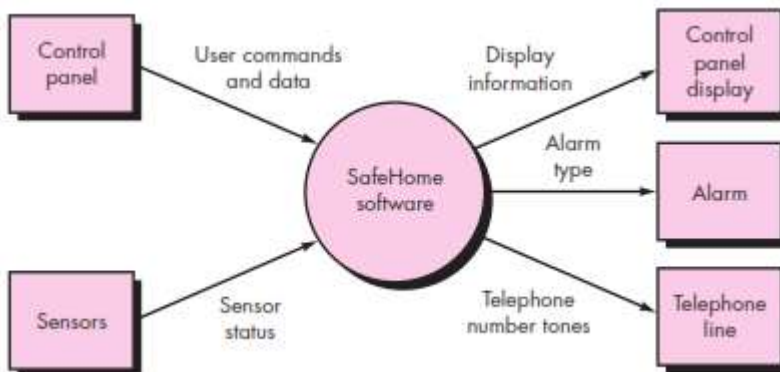 Control
panel
User commands
and data
Display
information
Control
panel
display
SafeHome
software
Alarm
type
Alarm
Sensors
Sensor
status
Telephone
number tones
Telephone
line